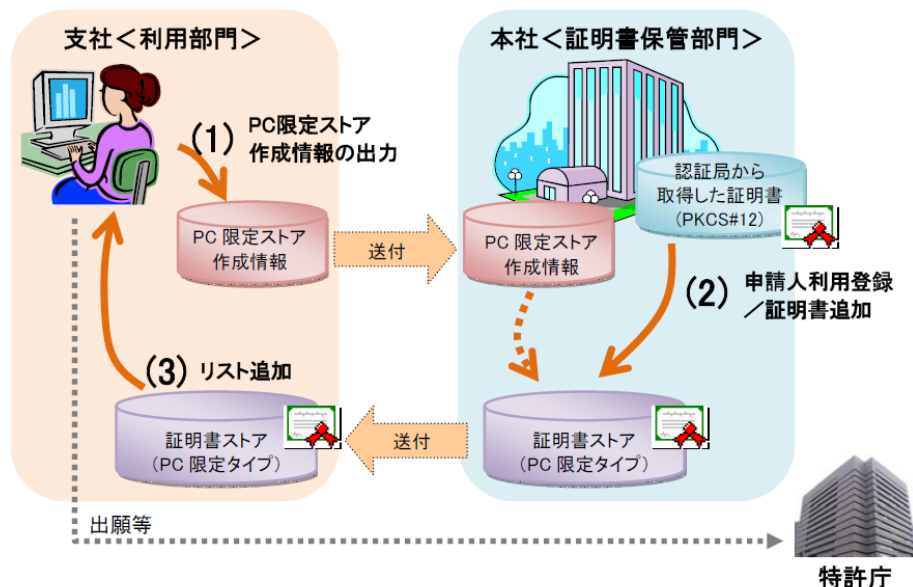 支社＜利用部門＞
本社＜証明書保管部門＞
(1)
PC限定ストア
作成情報の出力
認証局から
取得した証明書
(PKCS#12)
PC 限定ストア
作成情報
送付
PC 限定ストア
作成情報
(2)
申請人利用登録
／証明書追加
(3) リスト追加
証明書ストア
(PC 限定タイプ)
送付
証明書ストア
(PC 限定タイプ)
出願等
特許庁